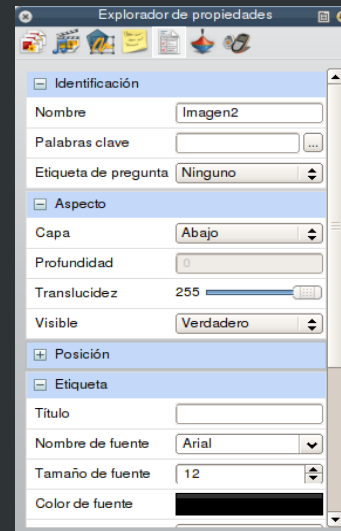 Explorador de propiedades
Identificación
Nombre Imagen2
Palabras clave ...
Etiqueta de pregunta Ninguno
Aspecto
Capa Abajo
Profundidad 0
Translucidez 255
Visible Verdadero
Posición
Etiqueta
Título
Nombre de fuente Arial
Tamaño de fuente 12
Color de fuente